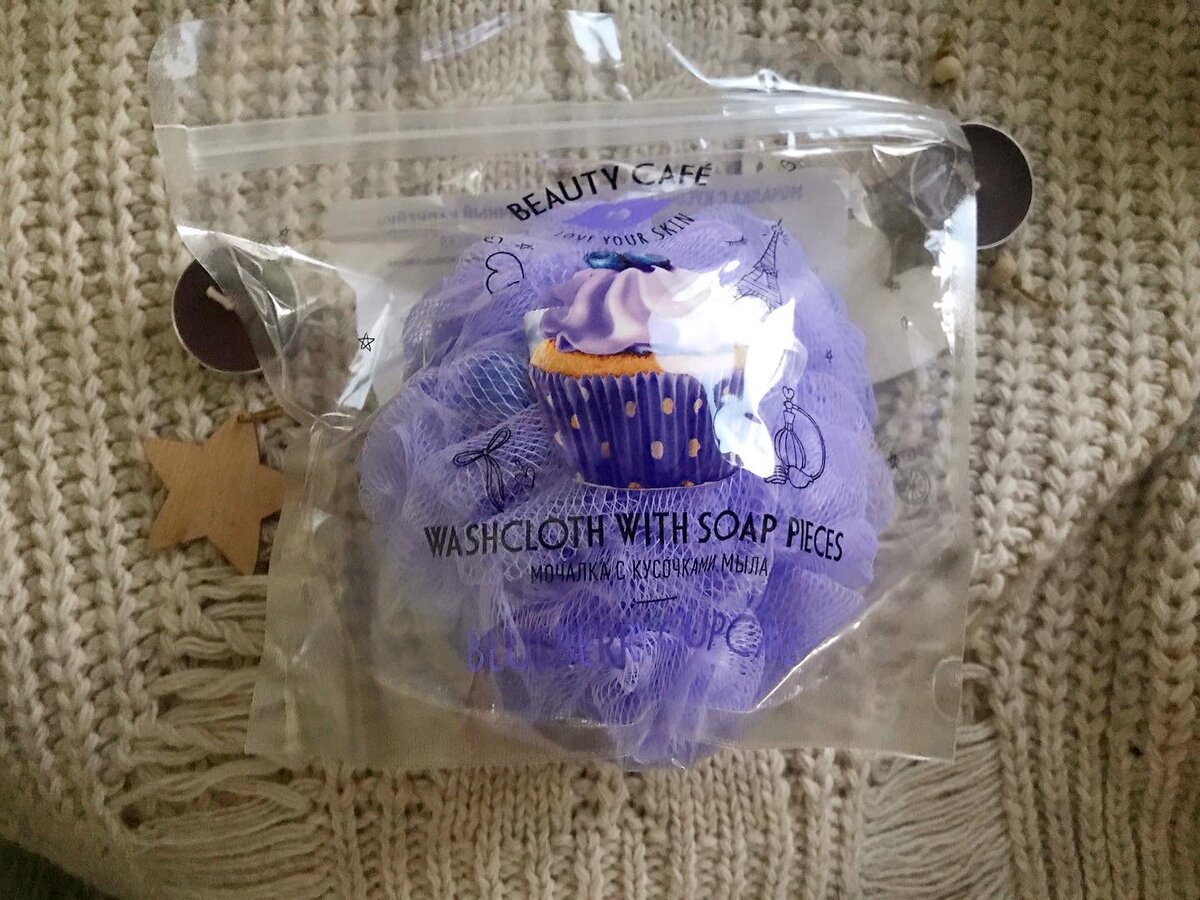 BEAUTY CAFÉ
LOVE YOUR SKIN
WASHCLOTH WITH SOAP PIECES
МОЧАЛКА С КУСОЧКАМИ МЫЛА